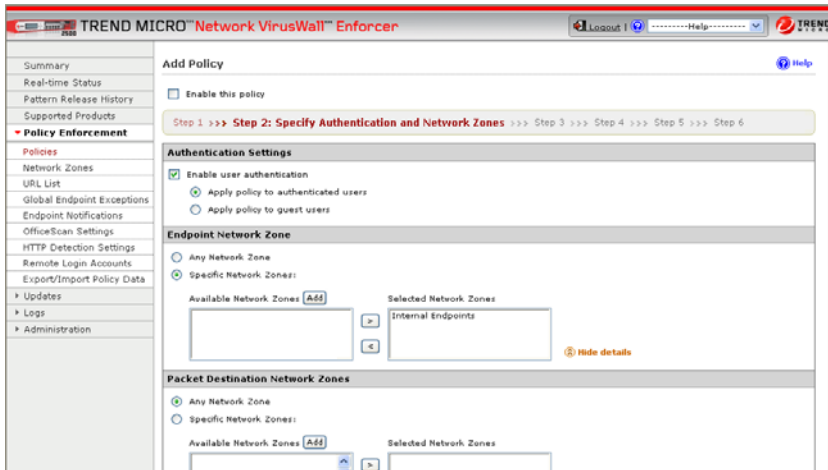 2500 TREND MICRO™ Network VirusWall™ Enforcer
Logout | ? ---------Help---------
TREND
MICRO
Summary
Real-time Status
Pattern Release History
Supported Products
Policy Enforcement
Policies
Network Zones
URL List
Global Endpoint Exceptions
Endpoint Notifications
OfficeScan Settings
HTTP Detection Settings
Remote Login Accounts
Export/Import Policy Data
Updates
Logs
Administration
Add Policy
? Help
Enable this policy
Step 1 >>> Step 2: Specify Authentication and Network Zones >>> Step 3 >>> Step 4 >>> Step 5 >>> Step 6
Authentication Settings
Enable user authentication
Apply policy to authenticated users
Apply policy to guest users
Endpoint Network Zone
Any Network Zone
Specific Network Zones:
Available Network Zones Add Selected Network Zones
Internal Endpoints
>
<
Hide details
Packet Destination Network Zones
Any Network Zone
Specific Network Zones:
Available Network Zones Add Selected Network Zones
>